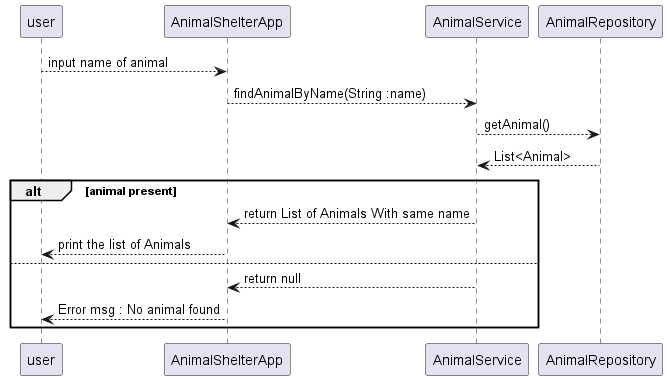 user AnimalShelterApp AnimalService AnimalRepository
input name of animal
findAnimalByName(String :name)
getAnimal()
List<Animal>
alt [animal present]
return List of Animals With same name
print the list of Animals
return null
Error msg : No animal found
user AnimalShelterApp AnimalService AnimalRepository